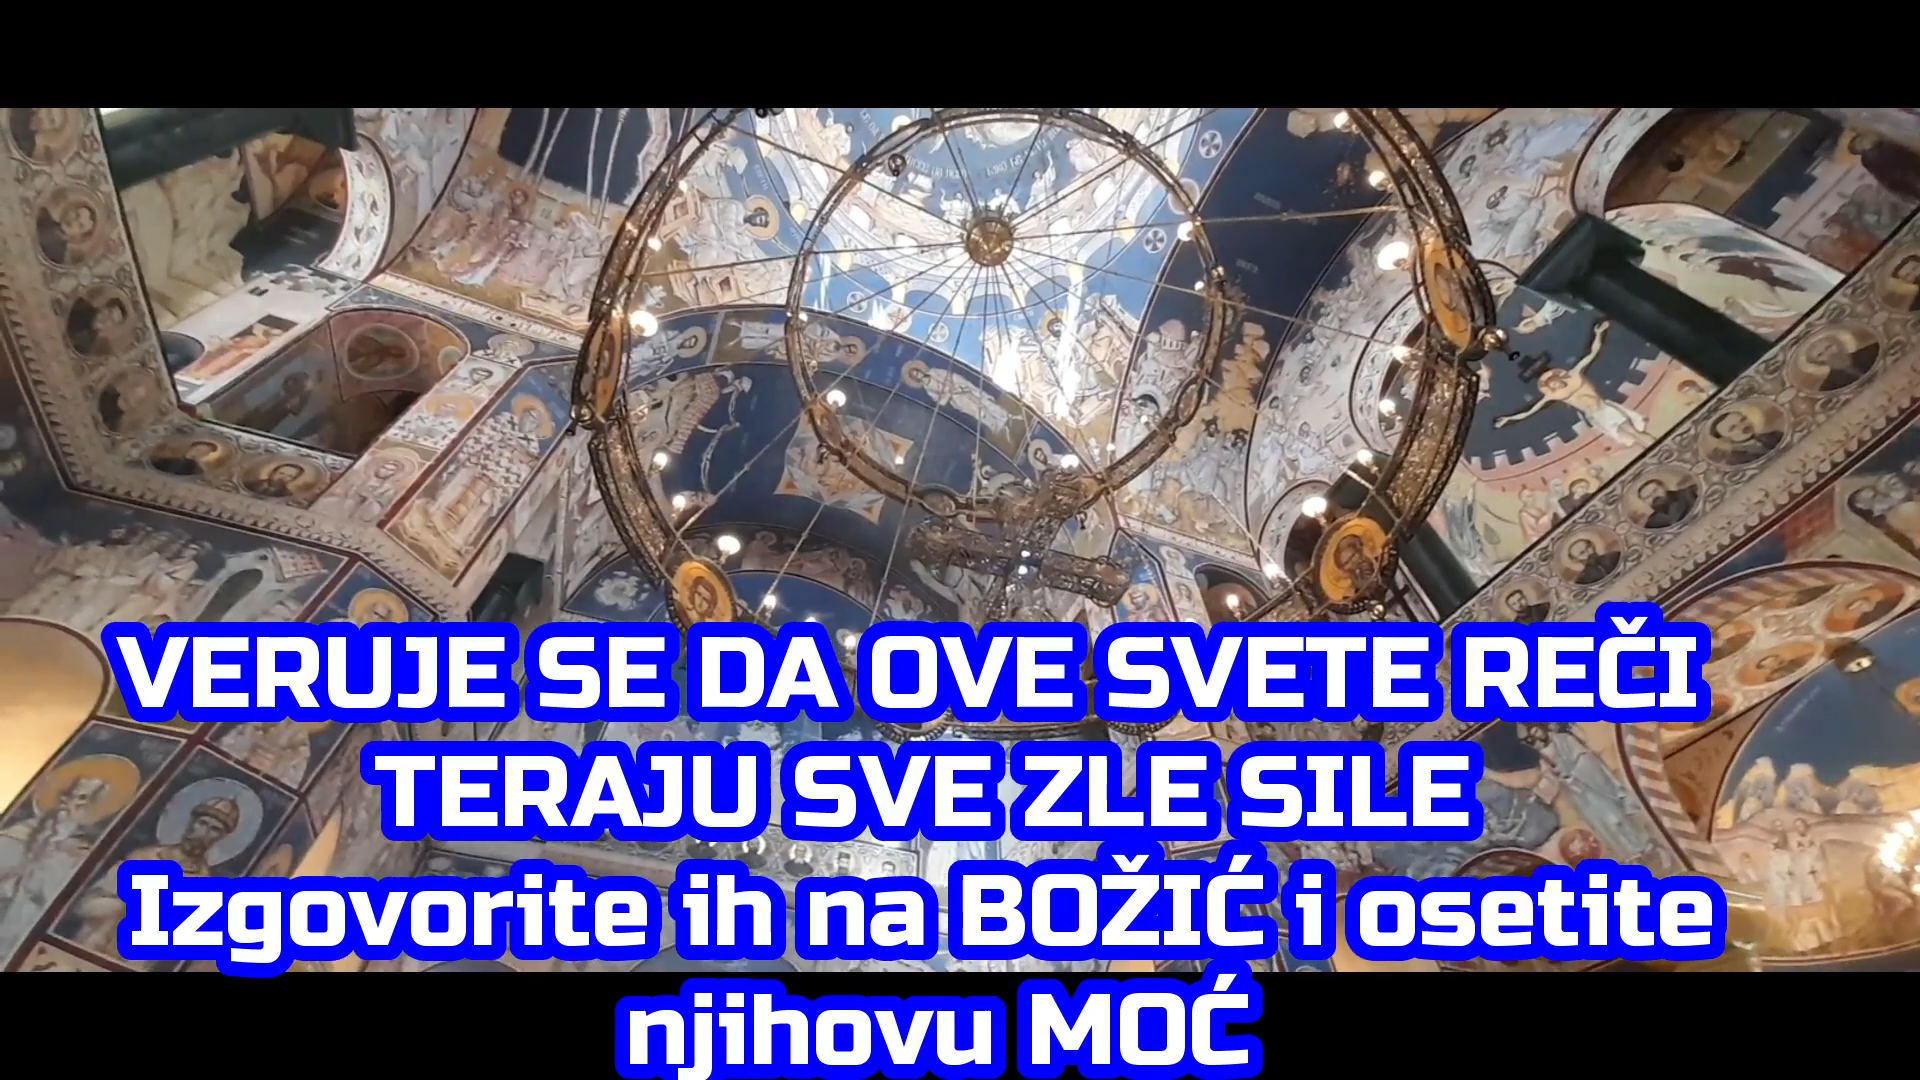 VERUJE SE DA OVE SVETE REČI
TERAJU SVE ZLE SILE
Izgovorite ih na BOŽIĆ i osetite
njihovu MOĆ